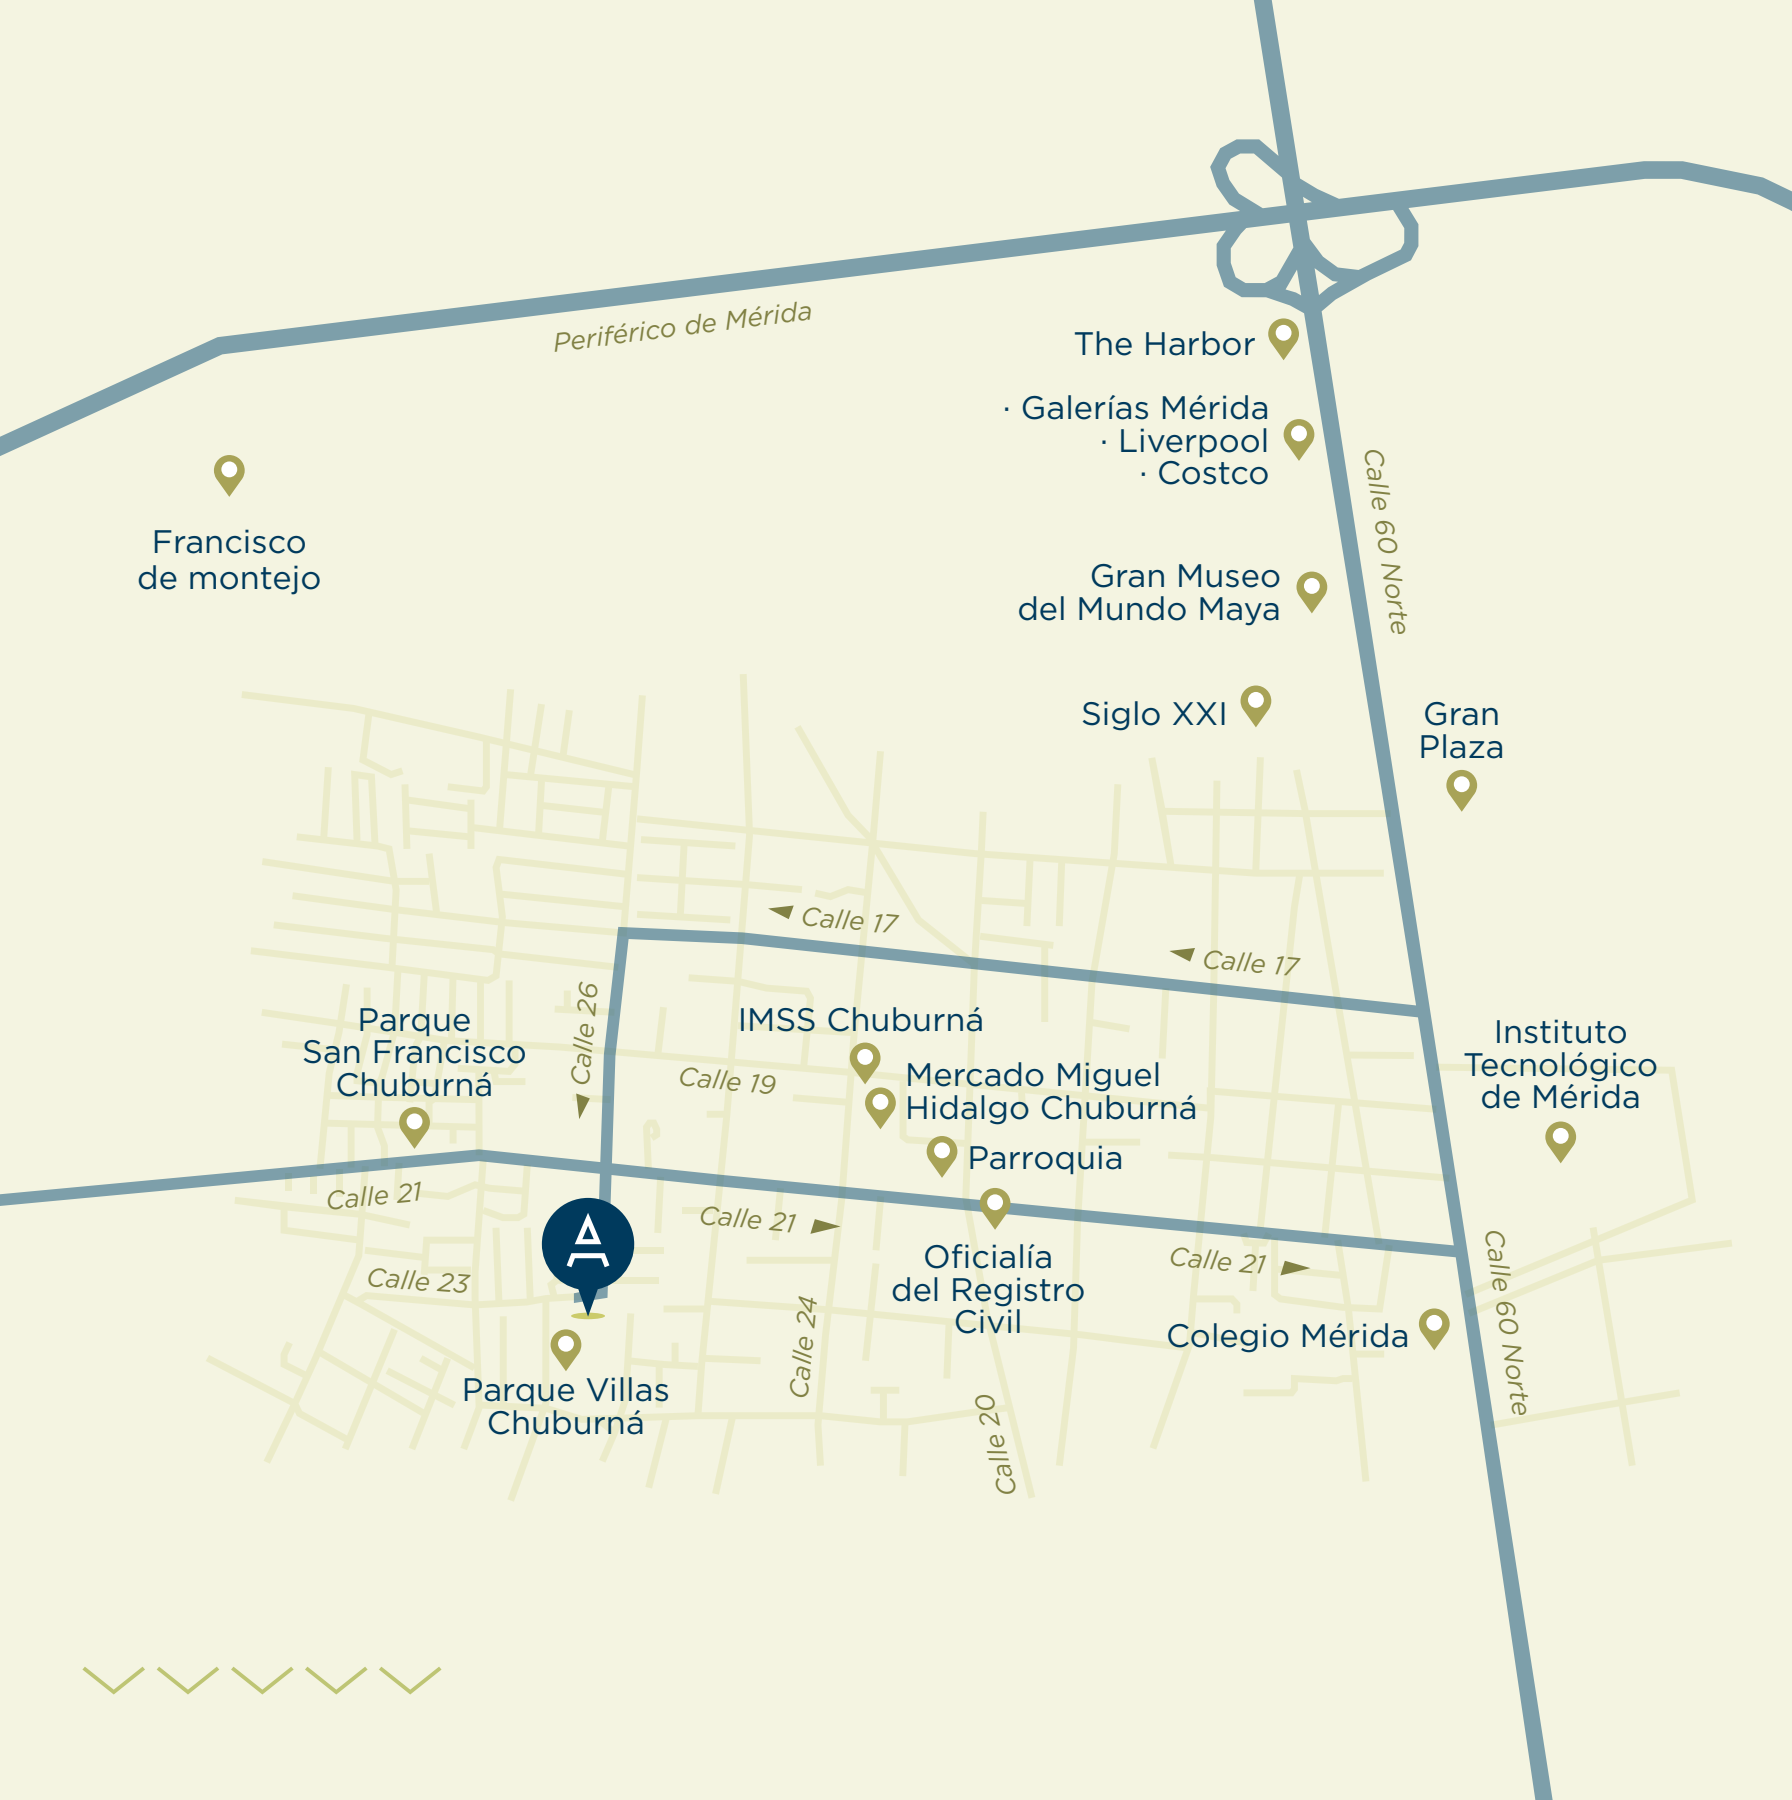 Periférico de Mérida
The Harbor
· Galerías Mérida
· Liverpool
· Costco
Calle 60 Norte
Francisco
de montejo
Gran Museo
del Mundo Maya
Siglo XXI
Gran
Plaza
Calle 17
Calle 17
Calle 26
Parque
San Francisco
Chuburná
IMSS Chuburná
Calle 19
Mercado Miguel
Hidalgo Chuburná
Instituto
Tecnológico
de Mérida
Parroquia
Calle 21
Calle 21
Oficialía
del Registro
Civil
Calle 21
Calle 60 Norte
Calle 23
Calle 24
Colegio Mérida
Parque Villas
Chuburná
Calle 20